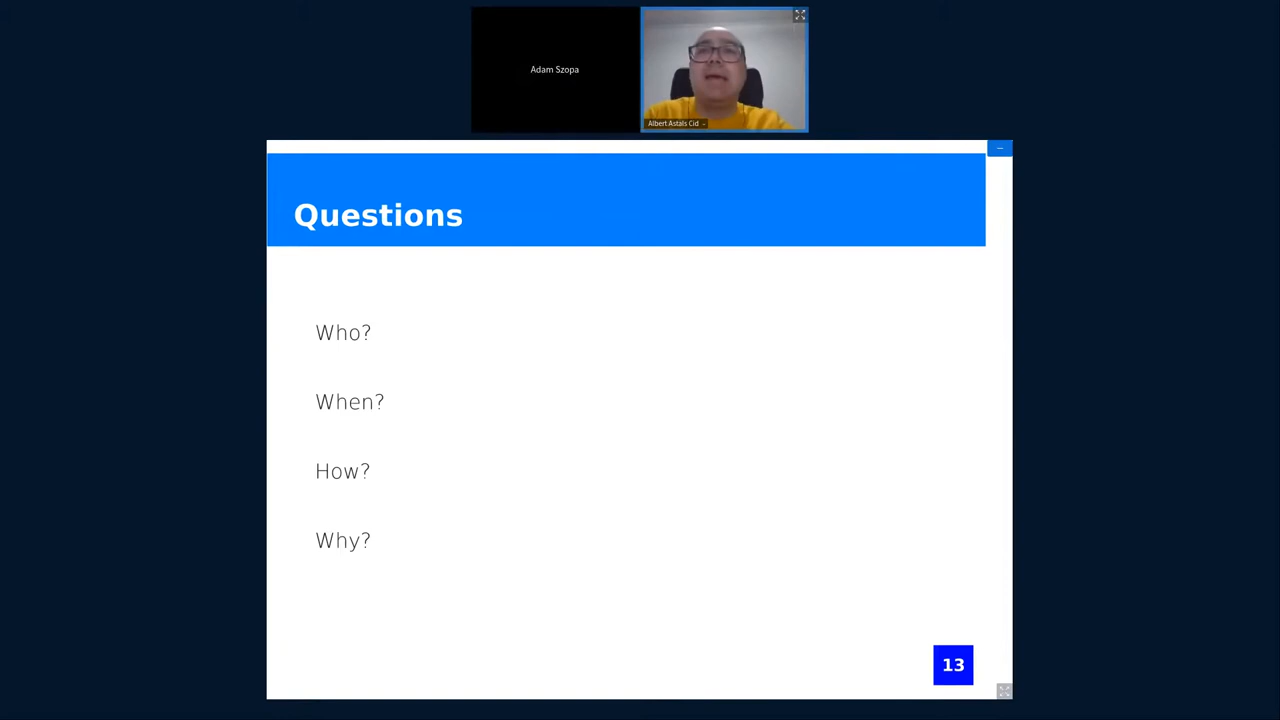 Adam Szopa
Albert Astals Cid
Questions
Who?
When?
How?
Why?
13